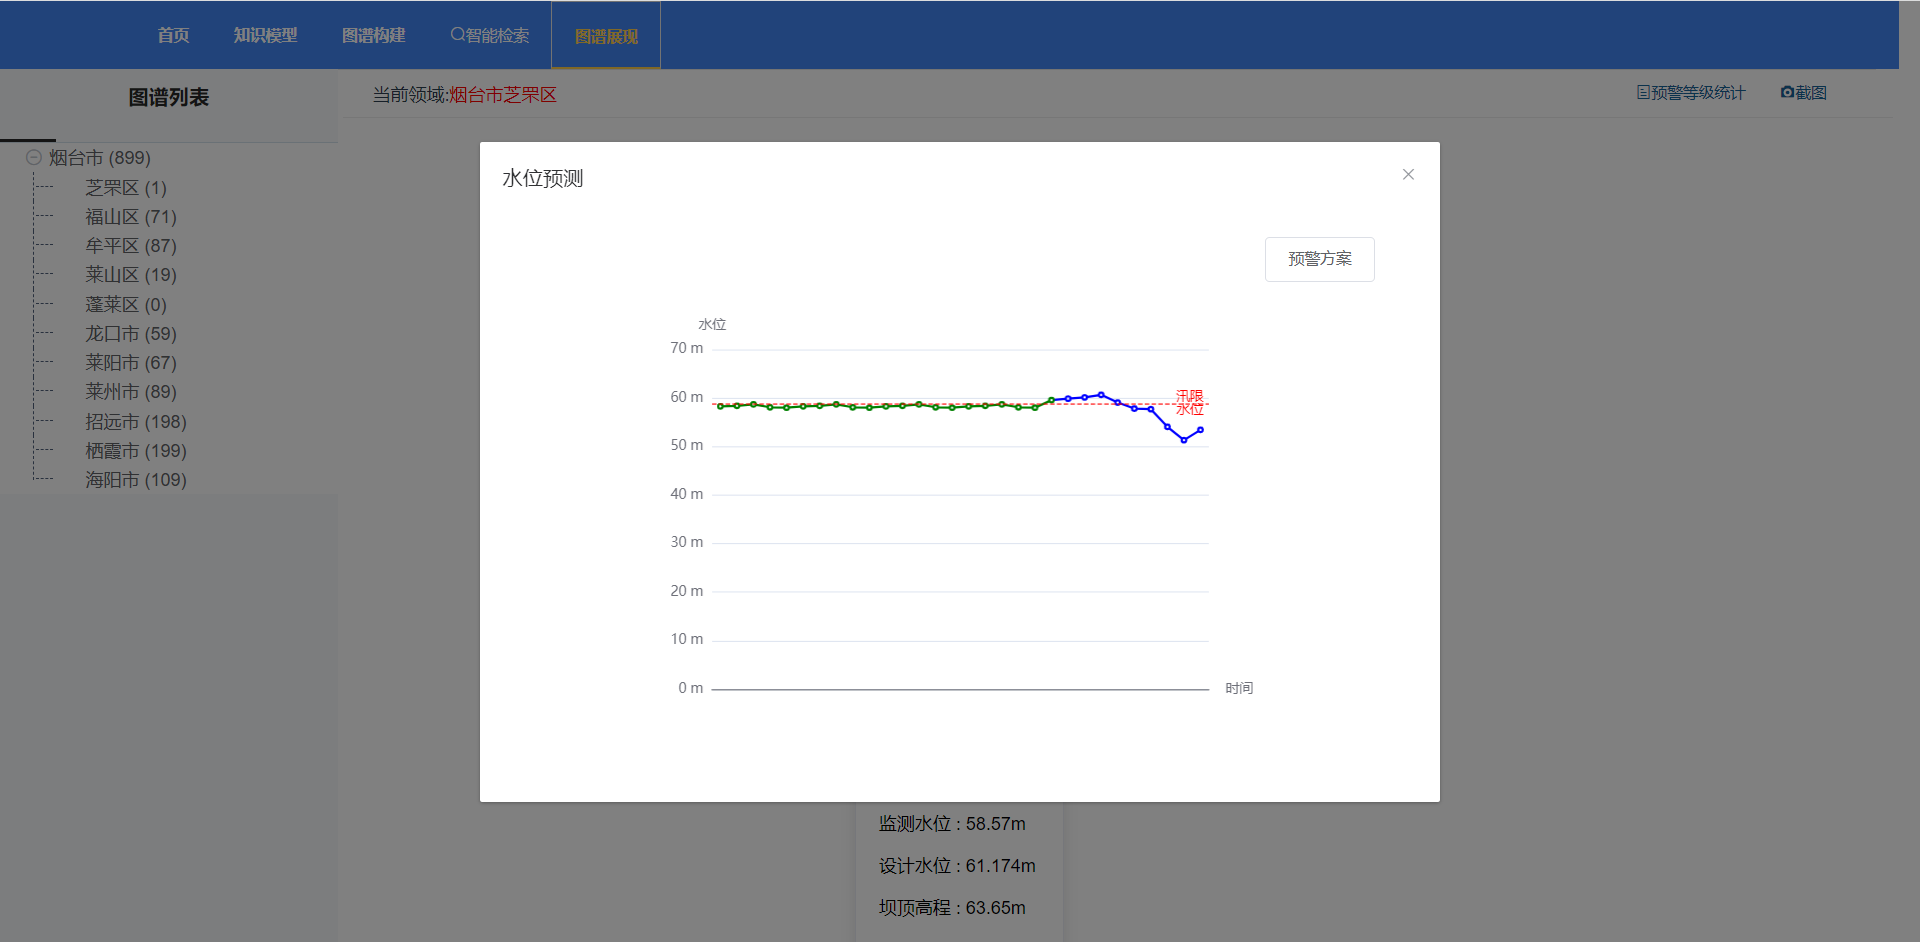 首页 知识模型 图谱构建 智能检索 图谱展现
图谱列表
当前领域:烟台市芝罘区
预警等级统计 截图
烟台市 (899)
芝罘区 (1)
福山区 (71)
牟平区 (87)
莱山区 (19)
蓬莱区 (0)
龙口市 (59)
莱阳市 (67)
莱州市 (89)
招远市 (198)
栖霞市 (199)
海阳市 (109)
水位预测
预警方案
水位
70 m
60 m
50 m
40 m
30 m
20 m
10 m
0 m
汛限
水位
时间
监测水位 : 58.57m
设计水位 : 61.174m
坝顶高程 : 63.65m